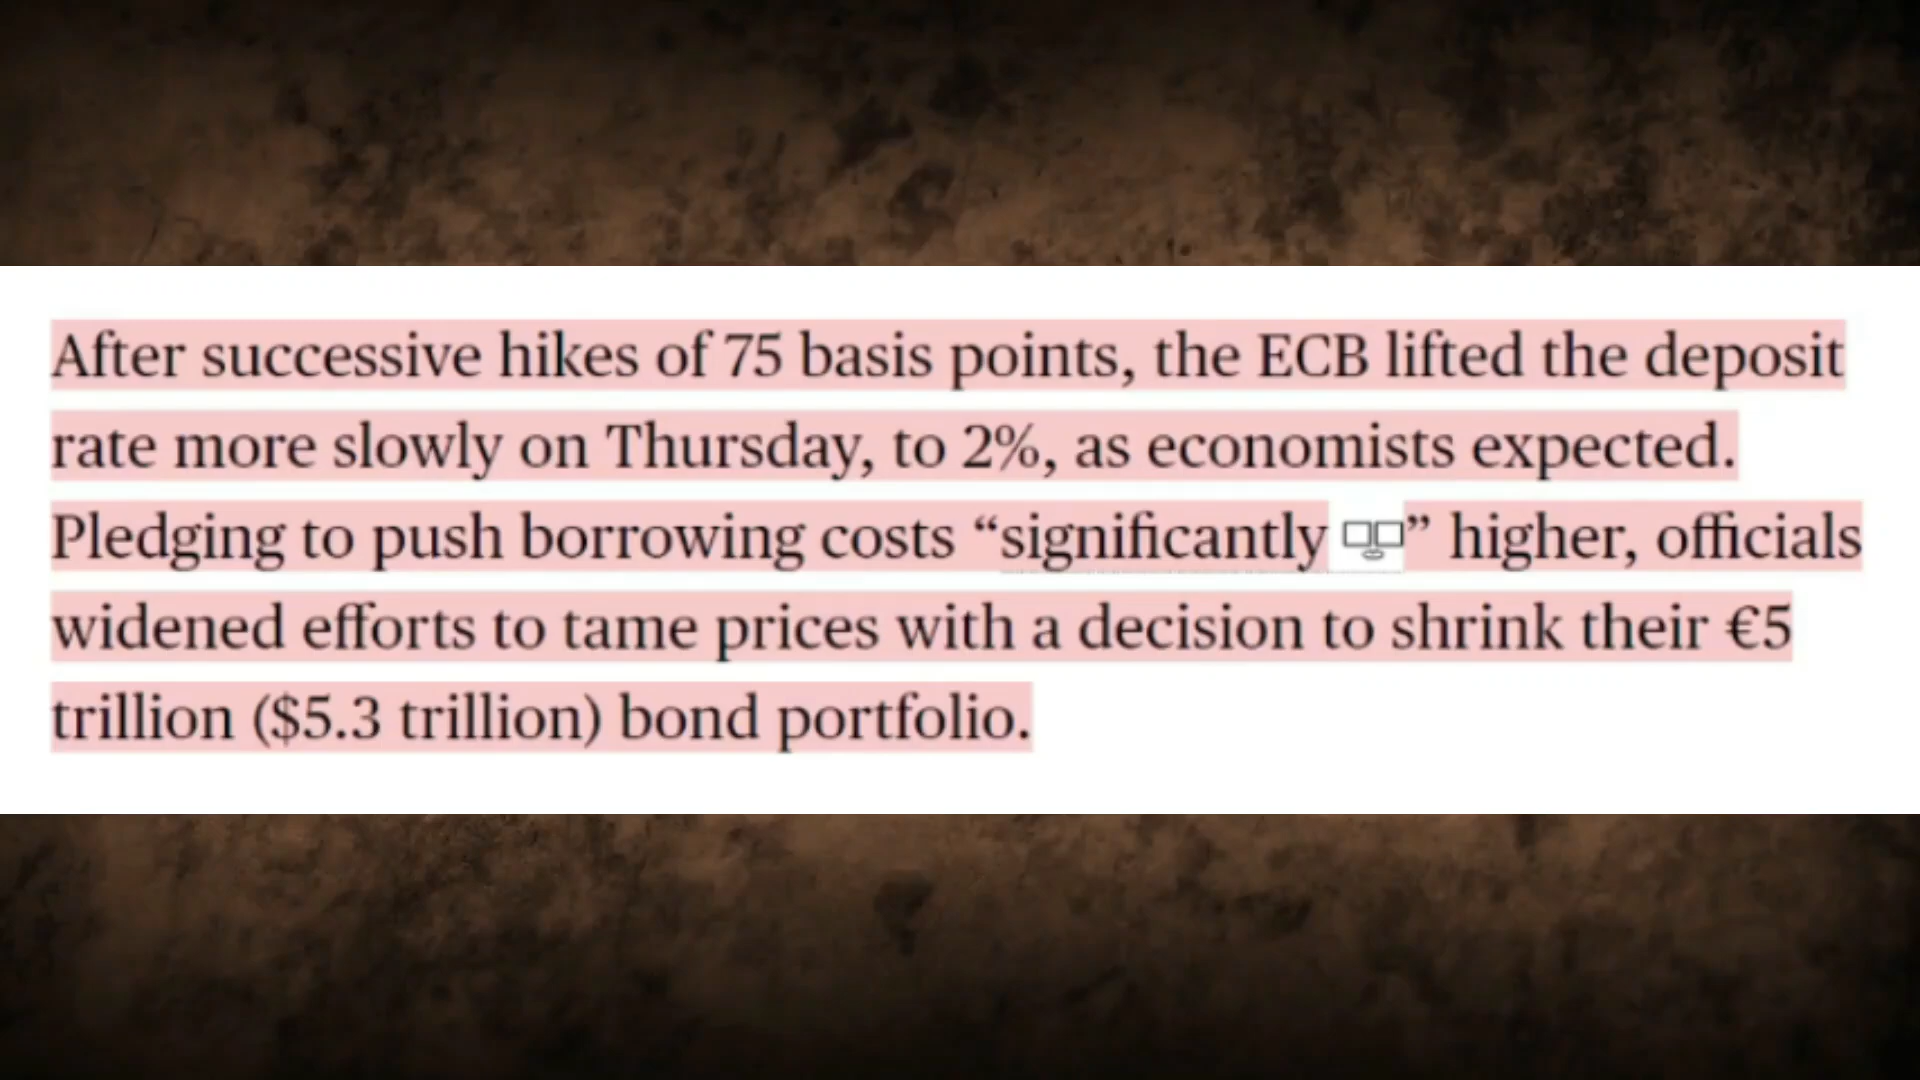 After successive hikes of 75 basis points, the ECB lifted the deposit
rate more slowly on Thursday, to 2%, as economists expected.
Pledging to push borrowing costs “significantly ” higher, officials
widened efforts to tame prices with a decision to shrink their €5
trillion ($5.3 trillion) bond portfolio.